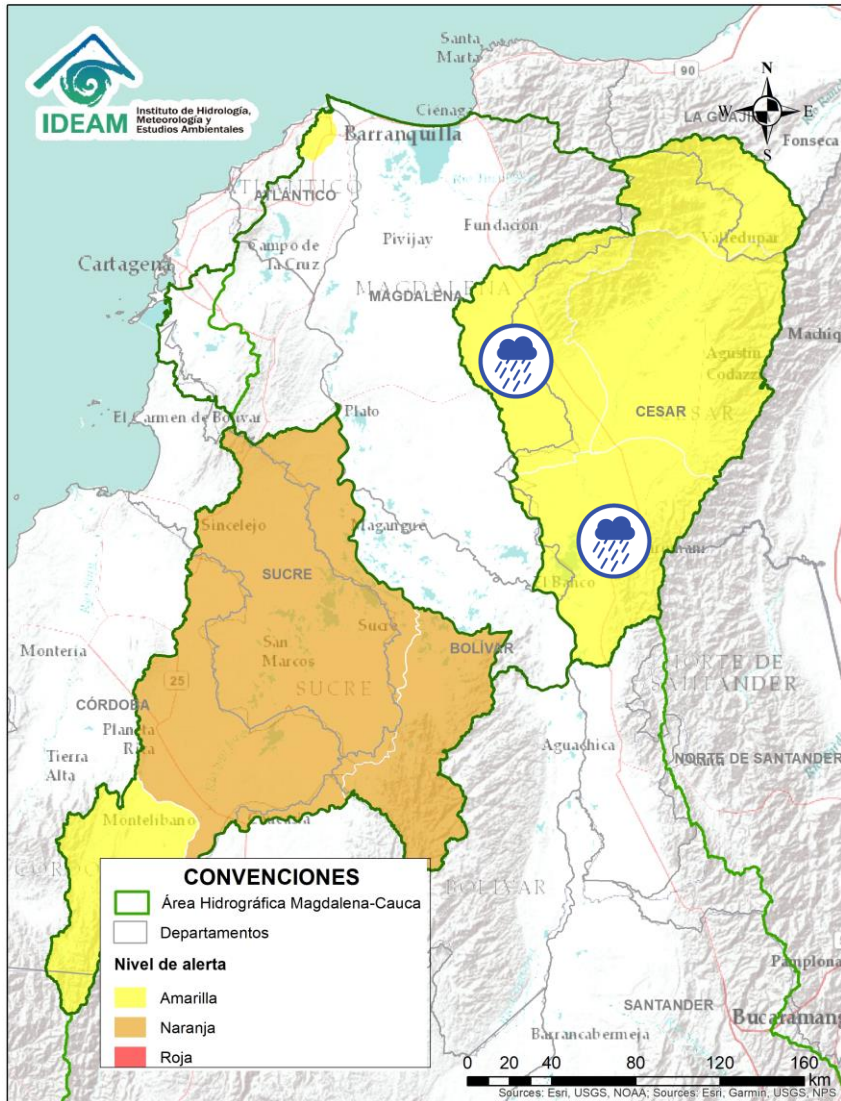 IDEAM
Instituto de Hidrología,
Meteorología y
Estudios Ambientales
Santa
Marta
90
N
W
E
S
LA GUAJIRA
Fonseca
Ciénaga
Barranquilla
ATLÁNTICO
ATLÁNTICO
Campo de
la Cruz
Cartagena
Pivijay
Fundación
MAGDALENA
MAGDALENA
Valledupar
Agustín
Codazzi
CESAR
El Carmen de Bolívar
Plato
Sincelejo
Magangue
SUCRE
El Banco
Sucre
San
Marcos
SUCRE
BOLÍVAR
Montería
25
CÓRDOBA
Planeta
Rica
Tierra
Alta
NORTE DE
SANTANDER
Aguachica
NORTE DE SANTANDER
Montelíbano
BOLÍVAR
CONVENCIONES
Área Hidrográfica Magdalena-Cauca
Departamentos
Nivel de alerta
Amarilla
Naranja
Roja
Pamplona
SANTANDER
Bucaramang
Barrancabermeja
0 20 40 80 120 160
km
Sources: Esri, USGS, NOAA; Sources: Esri, Garmin, USGS, NPS